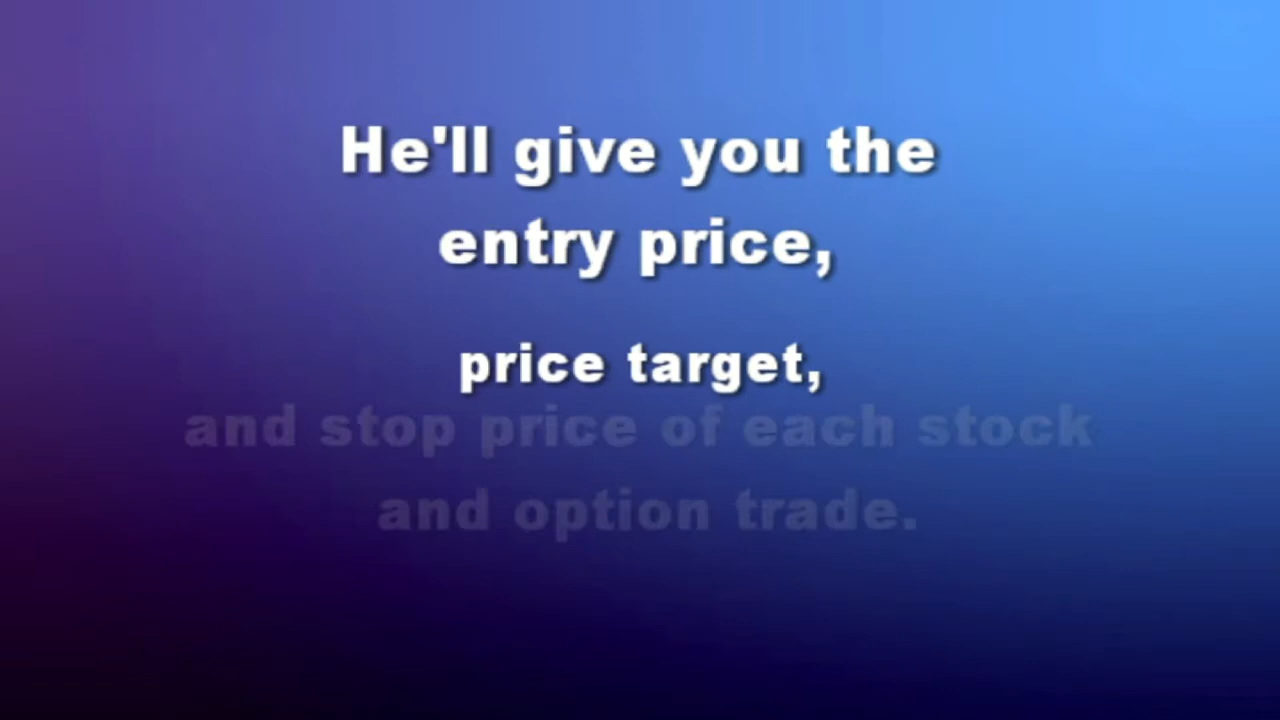 He'll give you the
entry price,
price target,
and stop price of each stock
and option trade.